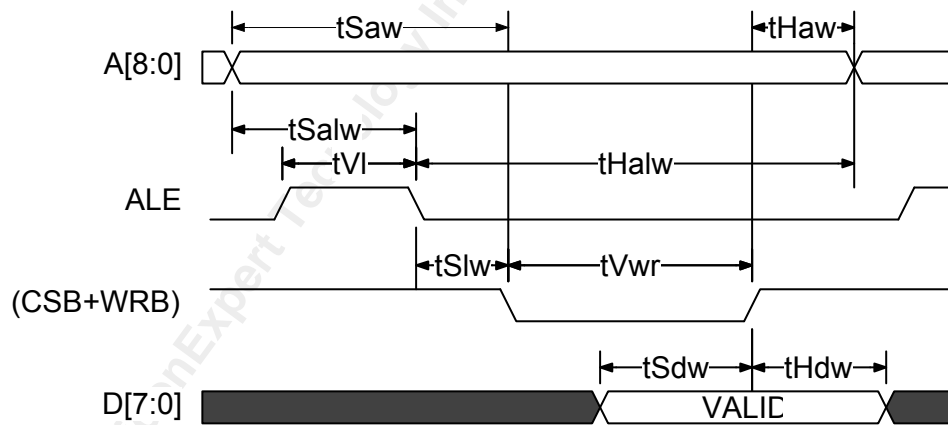 tSaw tHaw
A[8:0]
tSalw
tVl tHalw
ALE
tSlw tVwr
(CSB+WRB)
tSdw tHdw
D[7:0] VALID